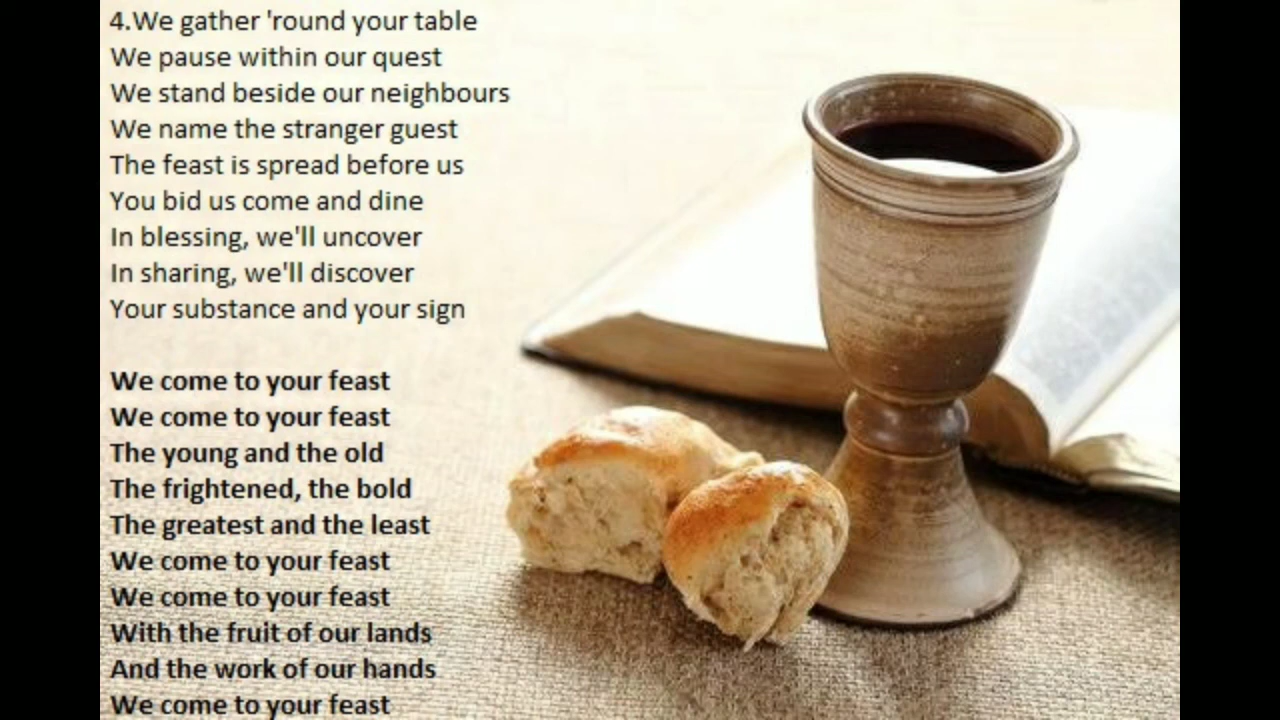 4.We gather 'round your table
We pause within our quest
We stand beside our neighbours
We name the stranger guest
The feast is spread before us
You bid us come and dine
In blessing, we'll uncover
In sharing, we'll discover
Your substance and your sign
We come to your feast
We come to your feast
The young and the old
The frightened, the bold
The greatest and the least
We come to your feast
We come to your feast
With the fruit of our lands
And the work of our hands
We come to your feast